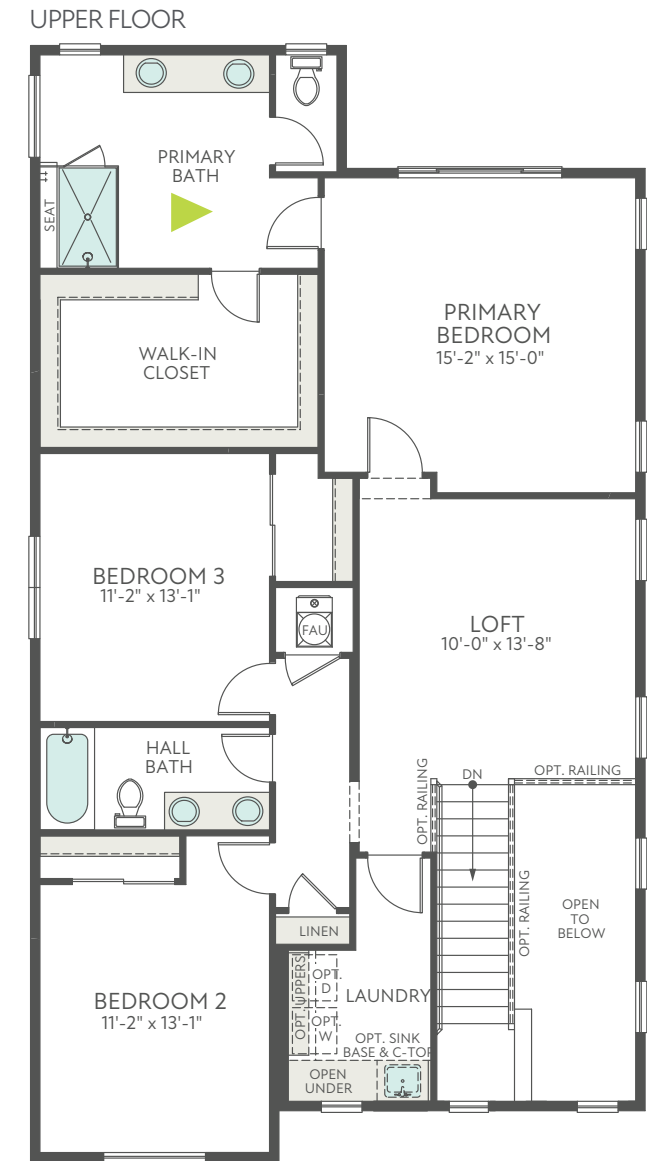 UPPER FLOOR
PRIMARY
BATH
SEAT
PRIMARY
BEDROOM
15'-2" x 15'-0"
WALK-IN
CLOSET
BEDROOM 3
11'-2" x 13'-1"
FAU
LOFT
10'-0" x 13'-8"
HALL
BATH
OPT. RAILING
DN
OPT. RAILING
OPT. RAILING
OPEN
TO
BELOW
LINEN
BEDROOM 2
11'-2" x 13'-1"
OPT. UPPERS
OPT.
D
LAUNDRY
OPT.
W
OPT. SINK
BASE & C-TOP
OPEN
UNDER